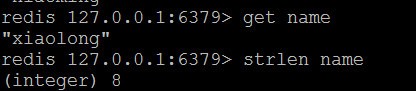 redis 127.0.0.1:6379> get name
"xiaolong"
redis 127.0.0.1:6379> strlen name
(integer) 8